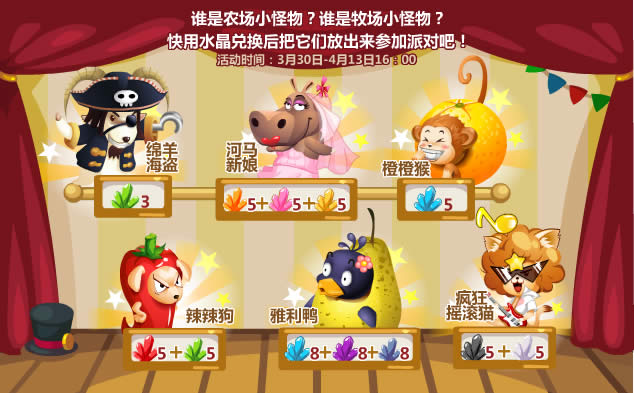 谁是农场小怪物？谁是牧场小怪物？
快用水晶兑换后把它们放出来参加派对吧！
活动时间：3月30日-4月13日16：00
绵羊
海盗
3
河马
新娘
5+5+5
橙橙猴
5
辣辣狗
5+5
雅利鸭
8+8+8
疯狂
摇滚猫
5+5